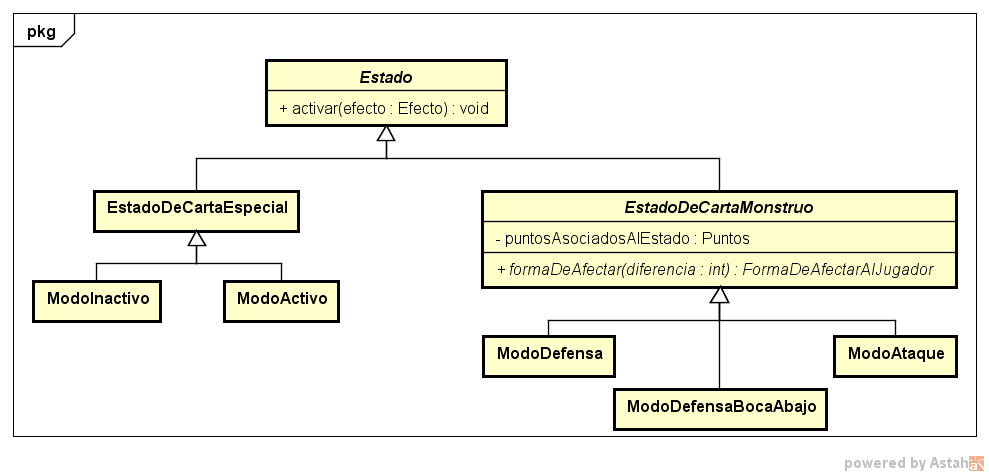 pkg
Estado
+ activar(efecto : Efecto) : void
EstadoDeCartaEspecial
EstadoDeCartaMonstruo
- puntosAsociadosAlEstado : Puntos
+ formaDeAfectar(diferencia : int) : FormaDeAfectarAlJugador
ModoInactivo
ModoActivo
ModoDefensa
ModoAtaque
ModoDefensaBocaAbajo
powered by Astah